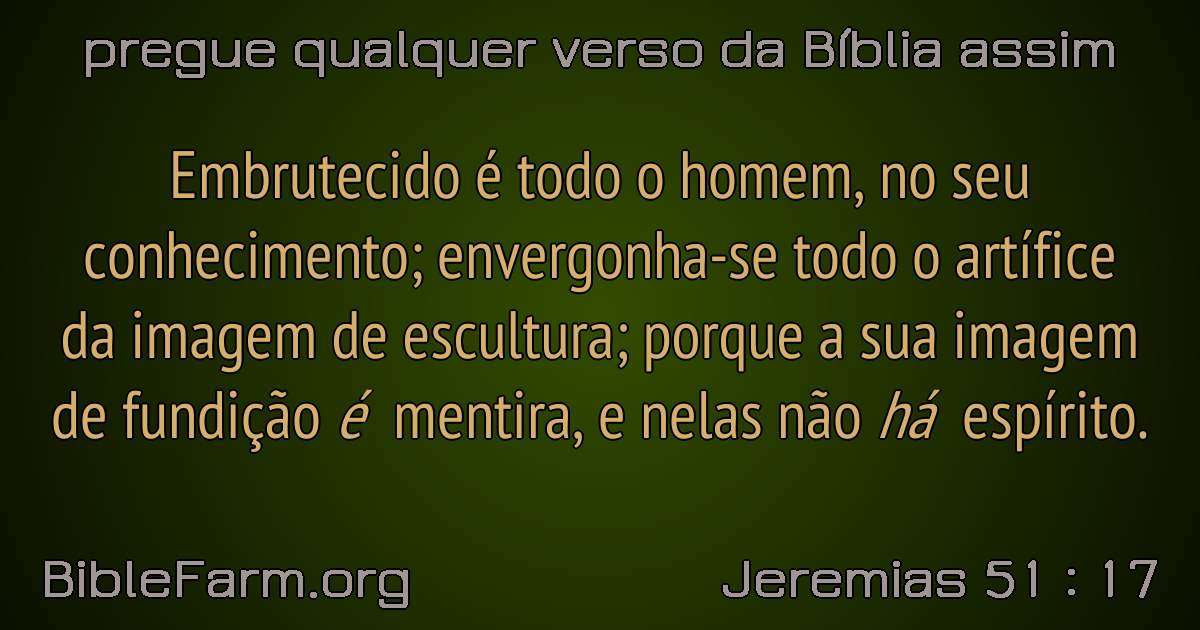 pregue qualquer verso da Bíblia assim
Embrutecido é todo o homem, no seu
conhecimento; envergonha-se todo o artífice
da imagem de escultura; porque a sua imagem
de fundição é mentira, e nelas não há espírito.
BibleFarm.org
Jeremias 51 : 17